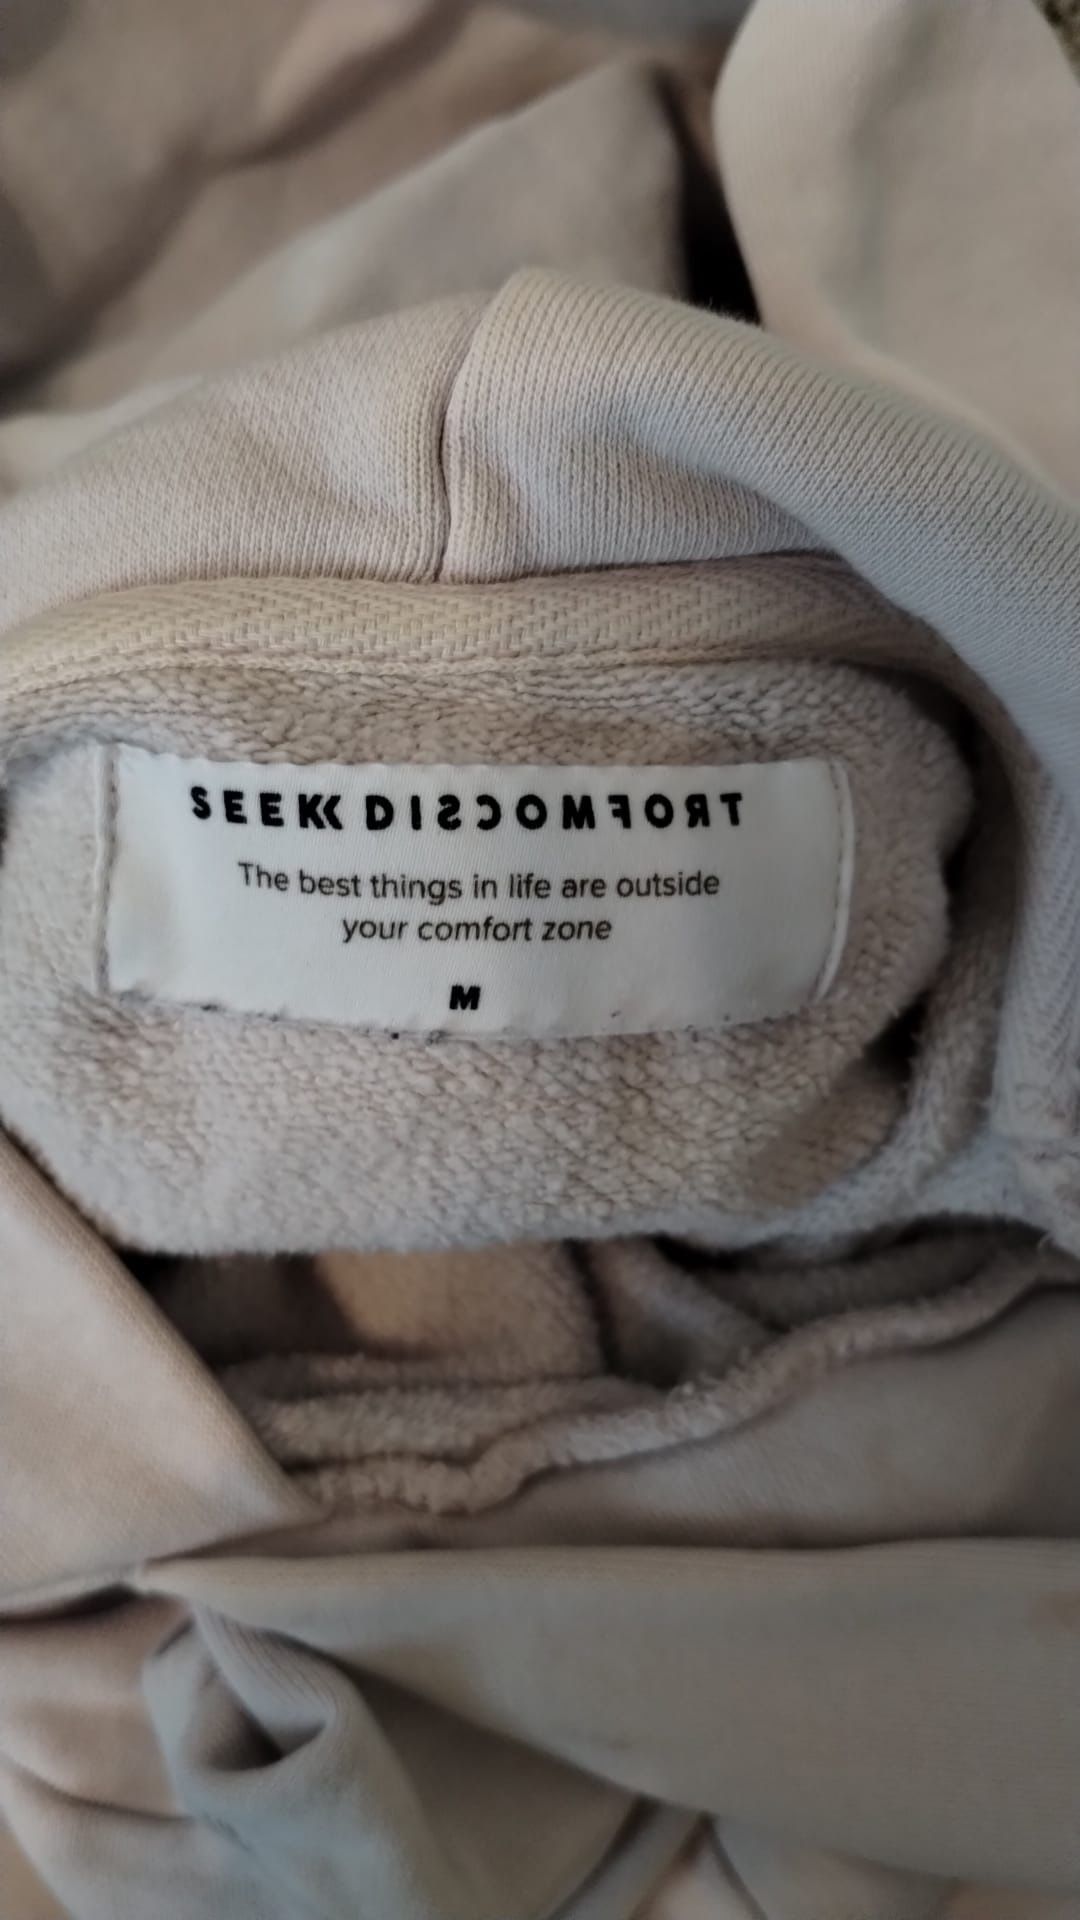 SEEK DISCOMFORT
The best things in life are outside
your comfort zone
M